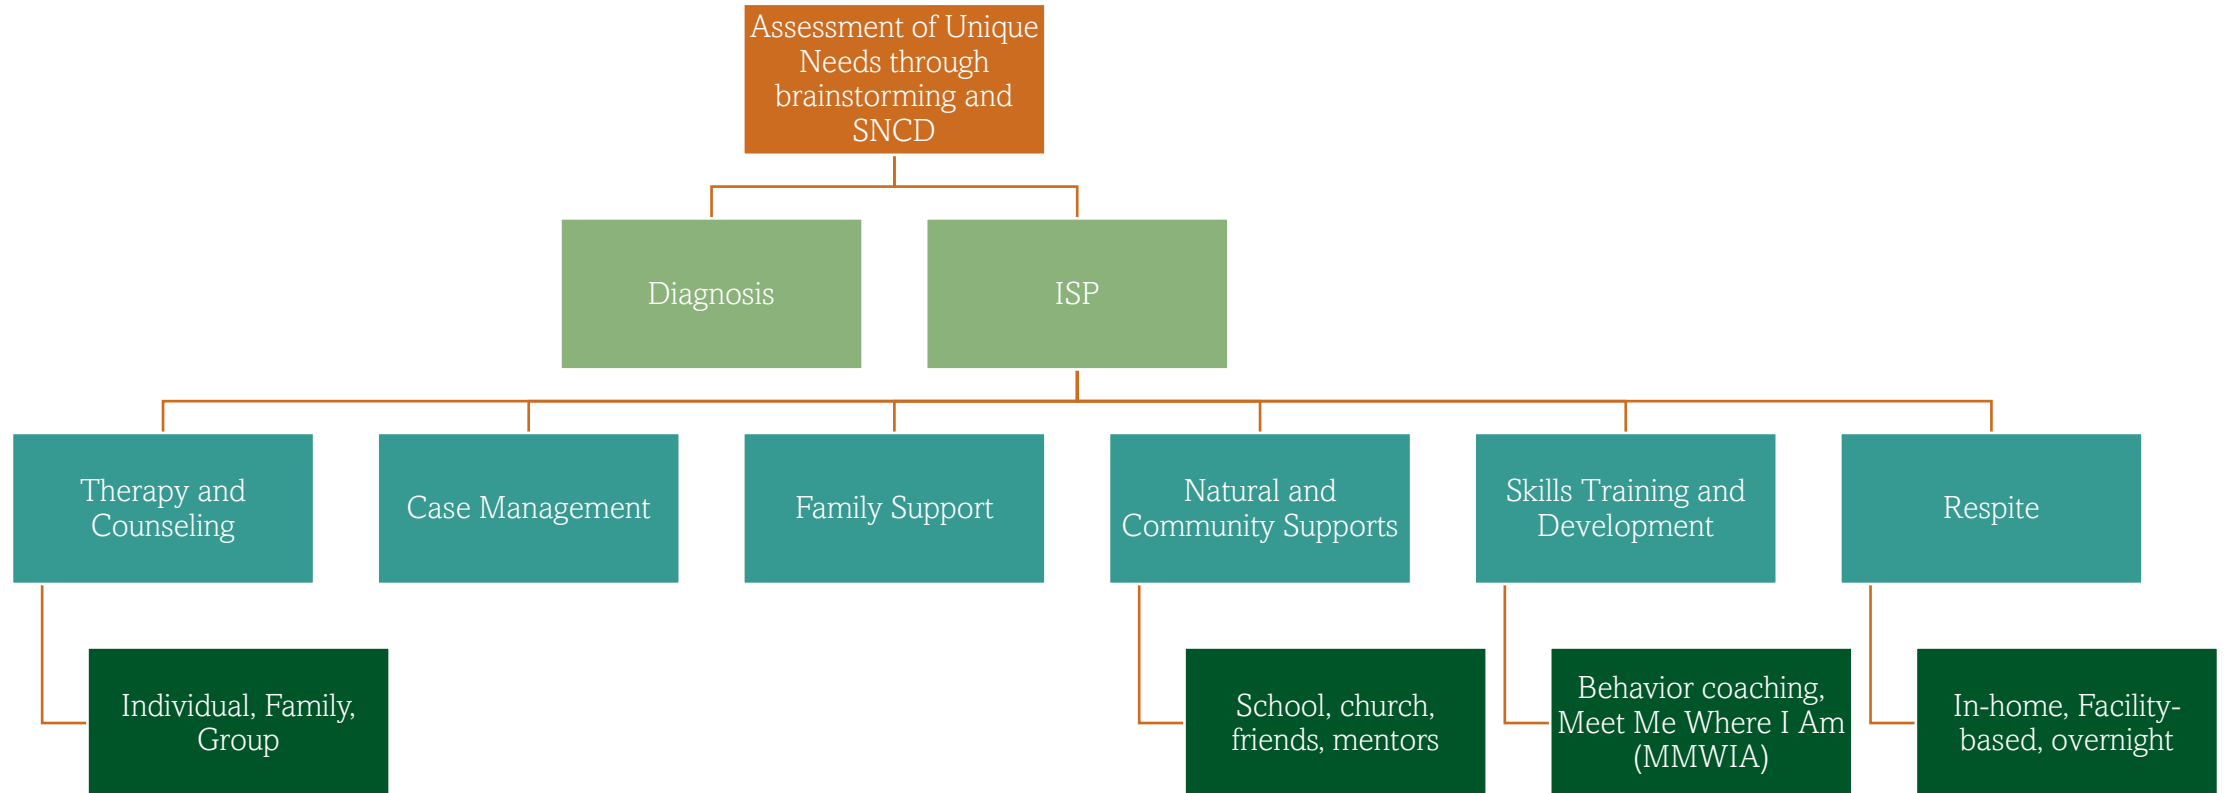 Assessment of Unique
Needs through
brainstorming and
SNCD
Diagnosis
ISP
Therapy and
Counseling
Case Management
Family Support
Natural and
Community Supports
Skills Training and
Development
Respite
Individual, Family,
Group
School, church,
friends, mentors
Behavior coaching,
Meet Me Where I Am
(MMWIA)
In-home, Facility-
based, overnight